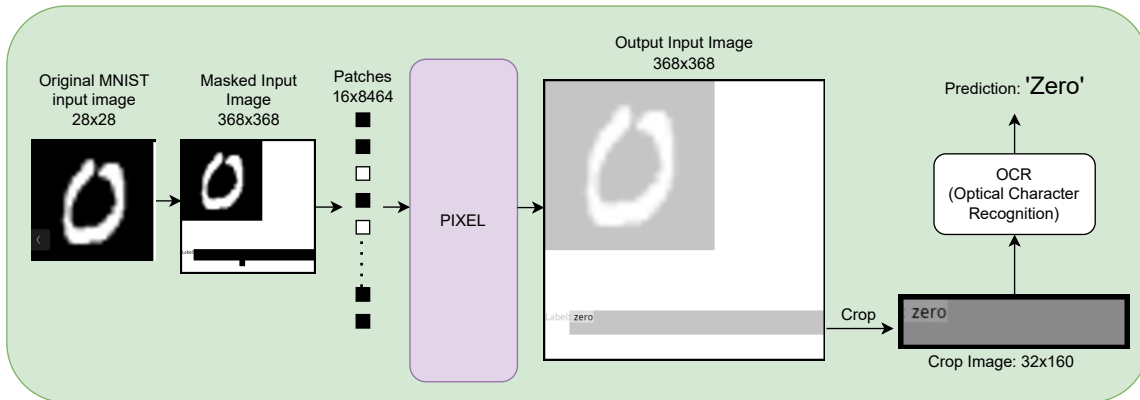 Original MNIST
input image
28x28
Masked Input
Image
368x368
Label:
Patches
16x8464
PIXEL
Output Input Image
368x368
Label: zero
Crop
zero
Crop Image: 32x160
OCR
(Optical Character
Recognition)
Prediction: 'Zero'